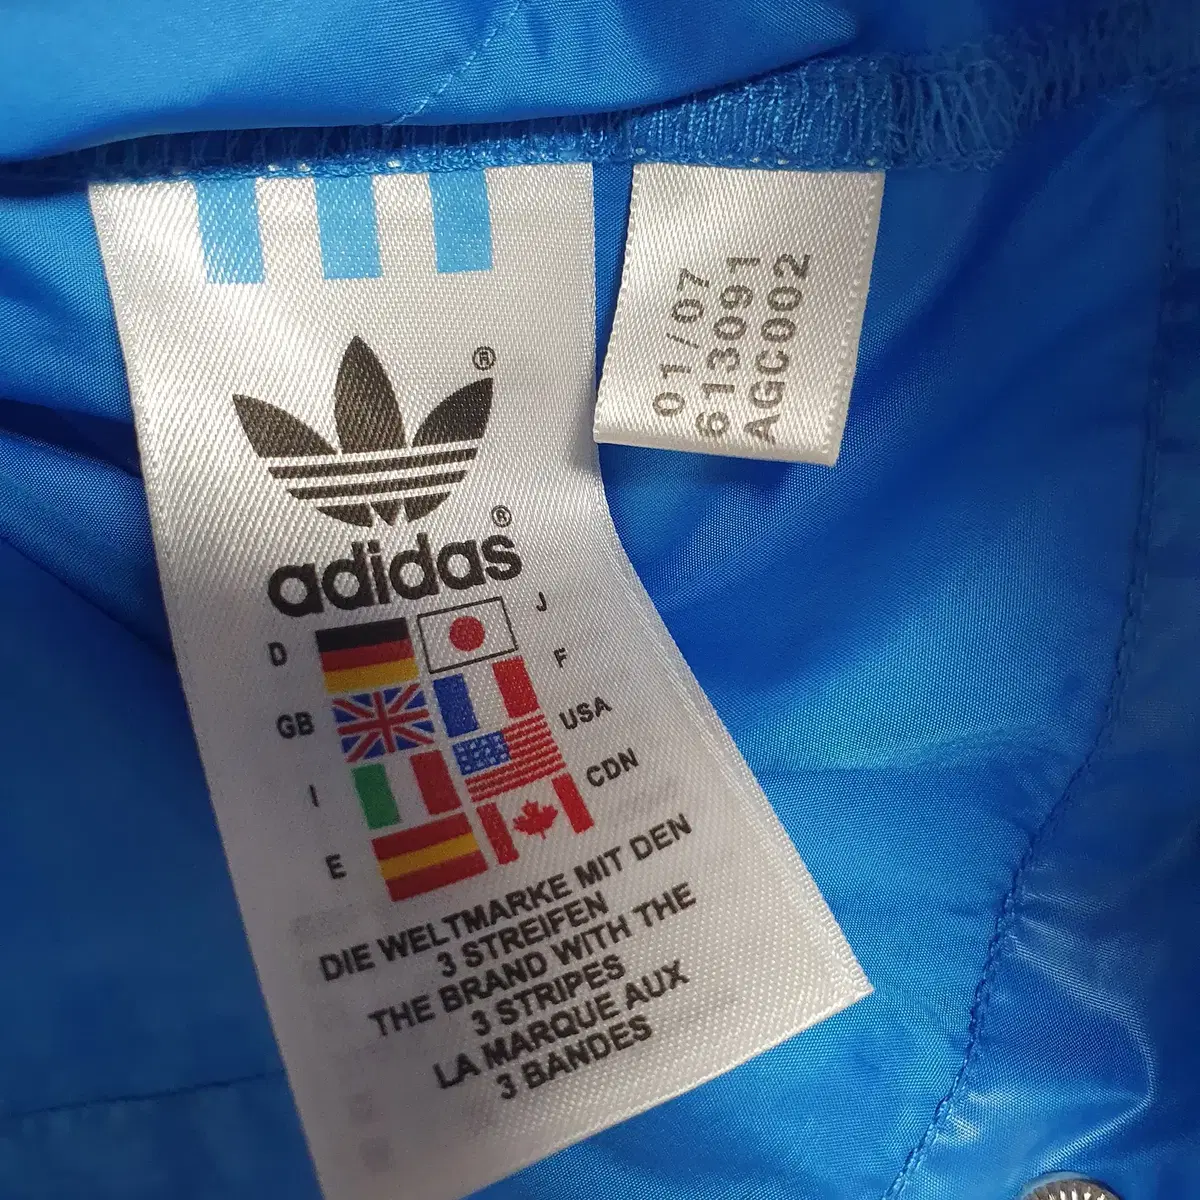 ®
®
adidas
D
J
GB
F
I
USA
E
CDN
DIE WELTMARKE MIT DEN
3 STREIFEN
THE BRAND WITH THE
3 STRIPES
LA MARQUE AUX
3 BANDES
01/07
613091
AGC002